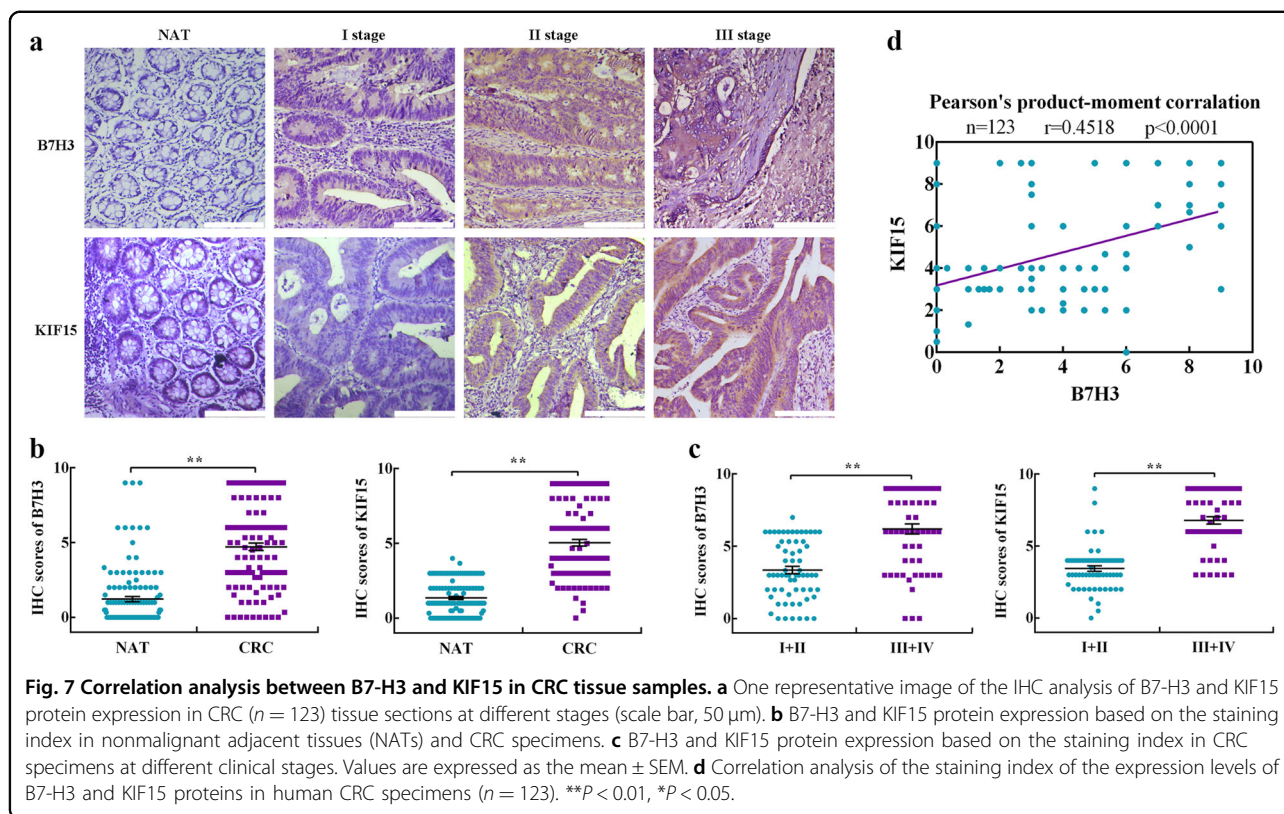 a
NAT
I stage
II stage
III stage
B7H3
KIF15
d
Pearson's product-moment corralation
n=123 r=0.4518 p<0.0001
KIF15
10
8
6
4
2
0
0 2 4 6 8 10
B7H3
b
**
IHC scores of B7H3
10
5
0
NAT CRC
**
IHC scores of KIF15
10
5
0
NAT CRC
c
**
IHC scores of B7H3
10
5
0
I+II III+IV
**
IHC scores of KIF15
10
5
0
I+II III+IV
Fig. 7 Correlation analysis between B7-H3 and KIF15 in CRC tissue samples. a One representative image of the IHC analysis of B7-H3 and KIF15
protein expression in CRC (n = 123) tissue sections at different stages (scale bar, 50 μm). b B7-H3 and KIF15 protein expression based on the staining
index in nonmalignant adjacent tissues (NATs) and CRC specimens. c B7-H3 and KIF15 protein expression based on the staining index in CRC
specimens at different clinical stages. Values are expressed as the mean ± SEM. d Correlation analysis of the staining index of the expression levels of
B7-H3 and KIF15 proteins in human CRC specimens (n = 123). **P < 0.01, *P < 0.05.